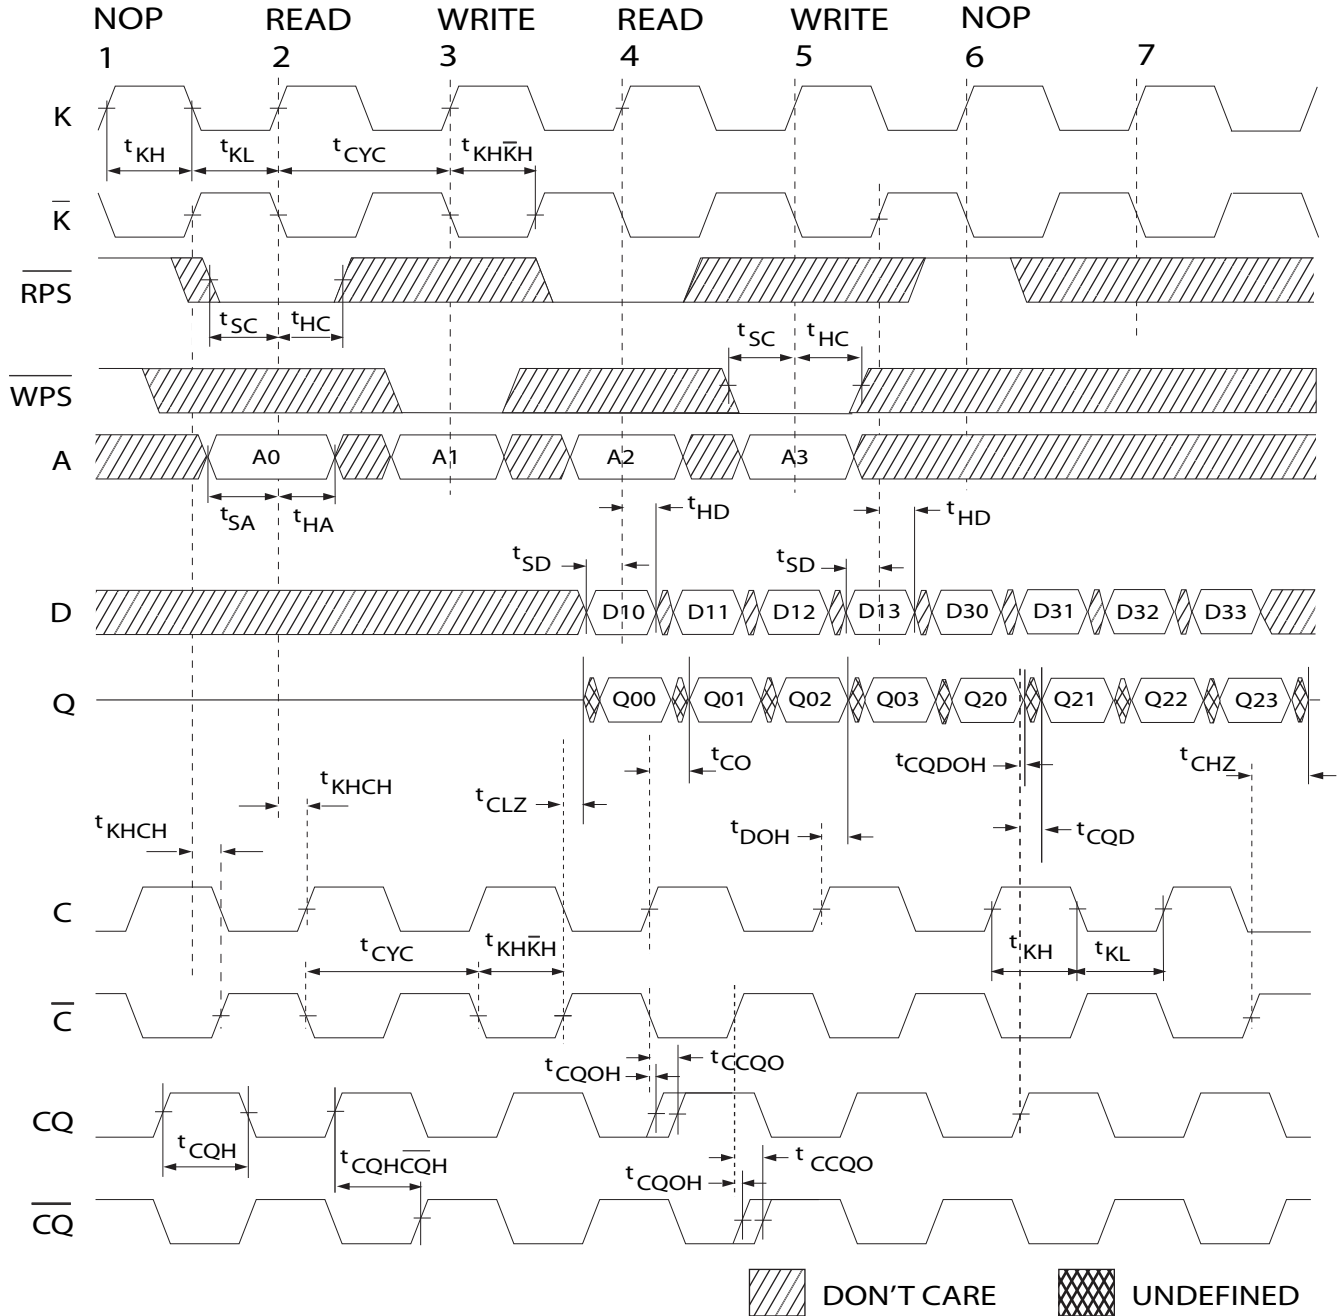 NOP READ WRITE READ WRITE NOP
1 2 3 4 5 6 7
K
tKH tKL tCYC tKHK̅H
K̅
R̅P̅S̅
tSC tHC
tSC tHC
W̅P̅S̅
A A0 A1 A2 A3
tSA tHA
tHD tHD
tSD tSD
D D10 D11 D12 D13 D30 D31 D32 D33
Q Q00 Q01 Q02 Q03 Q20 Q21 Q22 Q23
tCO tCQDOH tCHZ
tKHCH tCLZ
tKHCH tDOH tCQD
C
tCYC tKHK̅H tKH tKL
C̅
tCQOH tCCQO
CQ
tCQH tCQHC̅Q̅H tCQOH tCCQO
C̅Q̅
DON'T CARE UNDEFINED